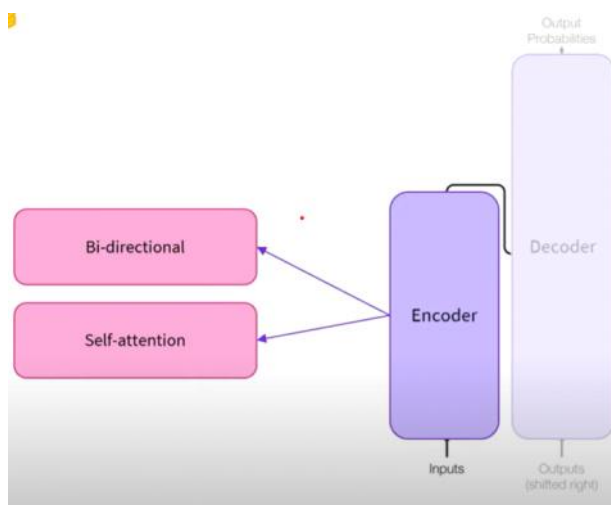 Output
Probabilities
Bi-directional
Self-attention
Encoder
Decoder
Inputs
Outputs
(shifted right)